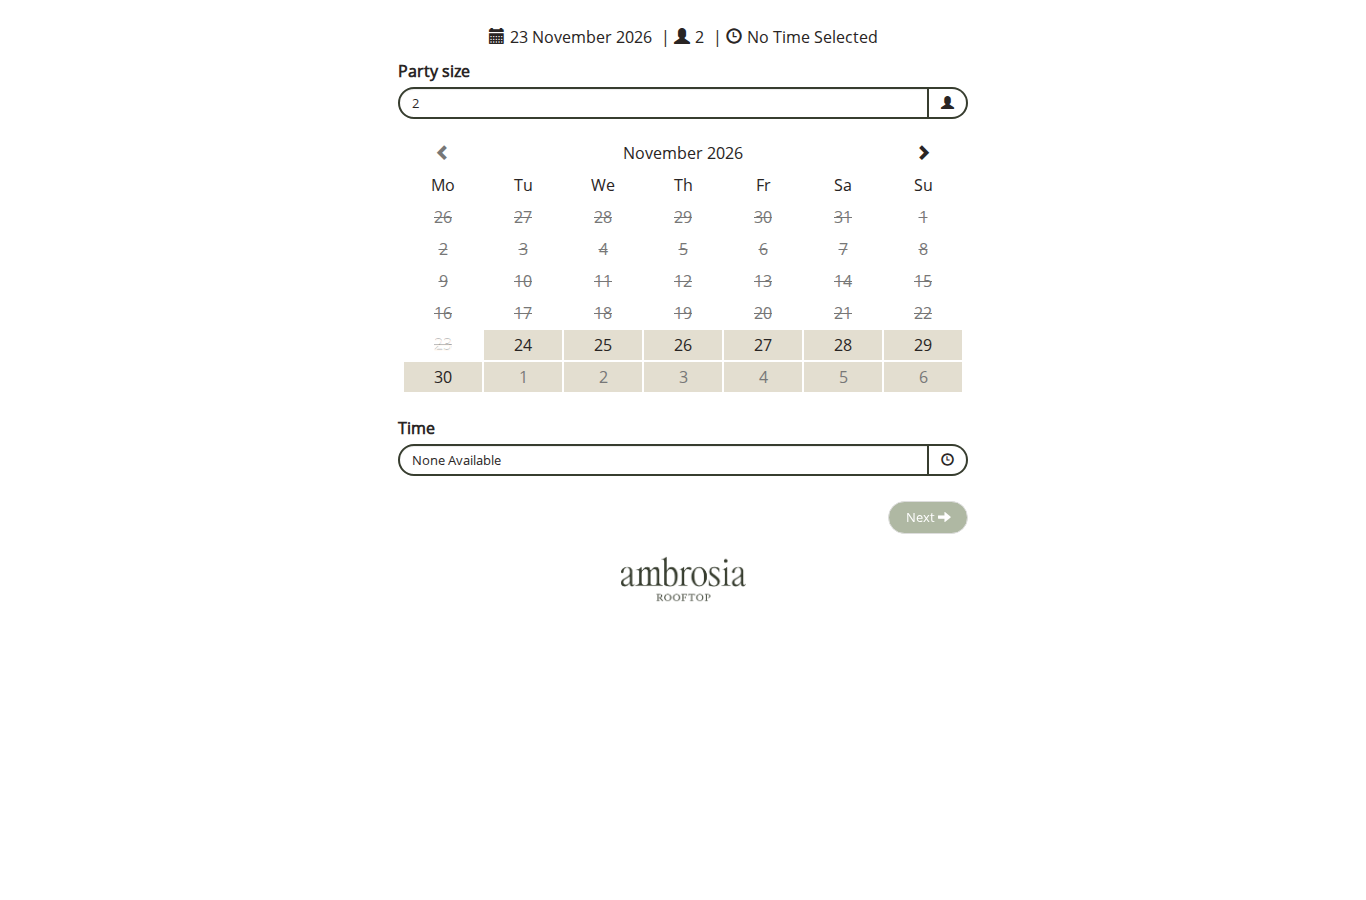 23 November 2026 | 2 | No Time Selected
Party size
2
November 2026
Mo Tu We Th Fr Sa Su
26 27 28 29 30 31 1
2 3 4 5 6 7 8
9 10 11 12 13 14 15
16 17 18 19 20 21 22
23 24 25 26 27 28 29
30 1 2 3 4 5 6
Time
None Available
Next
ambrosia
ROOFTOP